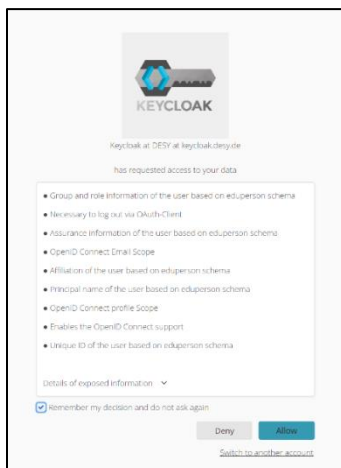 KEYCLOAK
Keycloak at DESY at keycloak.desy.de
has requested access to your data
● Group and role information of the user based on eduperson schema
● Necessary to log out via OAuth-Client
● Assurance information of the user based on eduperson schema
● OpenID Connect Email Scope
● Affiliation of the user based on eduperson schema
● Principal name of the user based on eduperson schema
● OpenID Connect profile Scope
● Enables the OpenID Connect support
● Unique ID of the user based on eduperson schema
Details of exposed information
Remember my decision and do not ask again
Deny Allow
Switch to another account